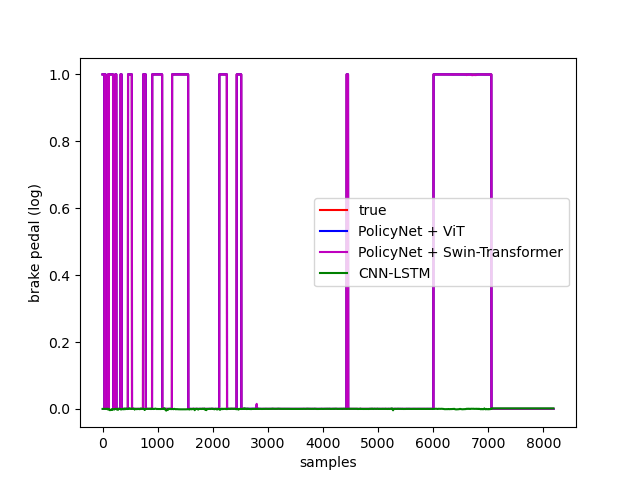 1.0
0.8
0.6
0.4
0.2
0.0
brake pedal (log)
true
PolicyNet + ViT
PolicyNet + Swin-Transformer
CNN-LSTM
0 1000 2000 3000 4000 5000 6000 7000 8000
samples